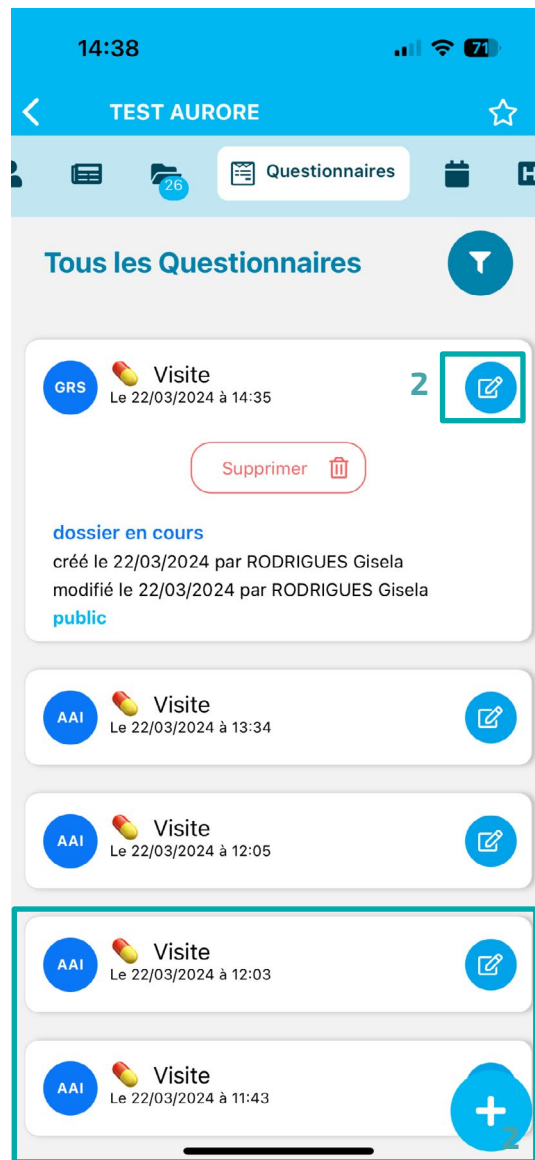 14:38
71
TEST AURORE
26
Questionnaires
Tous les Questionnaires
GRS
Visite
Le 22/03/2024 à 14:35
2
Supprimer
dossier en cours
créé le 22/03/2024 par RODRIGUES Gisela
modifié le 22/03/2024 par RODRIGUES Gisela
public
AAI
Visite
Le 22/03/2024 à 13:34
AAI
Visite
Le 22/03/2024 à 12:05
AAI
Visite
Le 22/03/2024 à 12:03
AAI
Visite
Le 22/03/2024 à 11:43
+
2